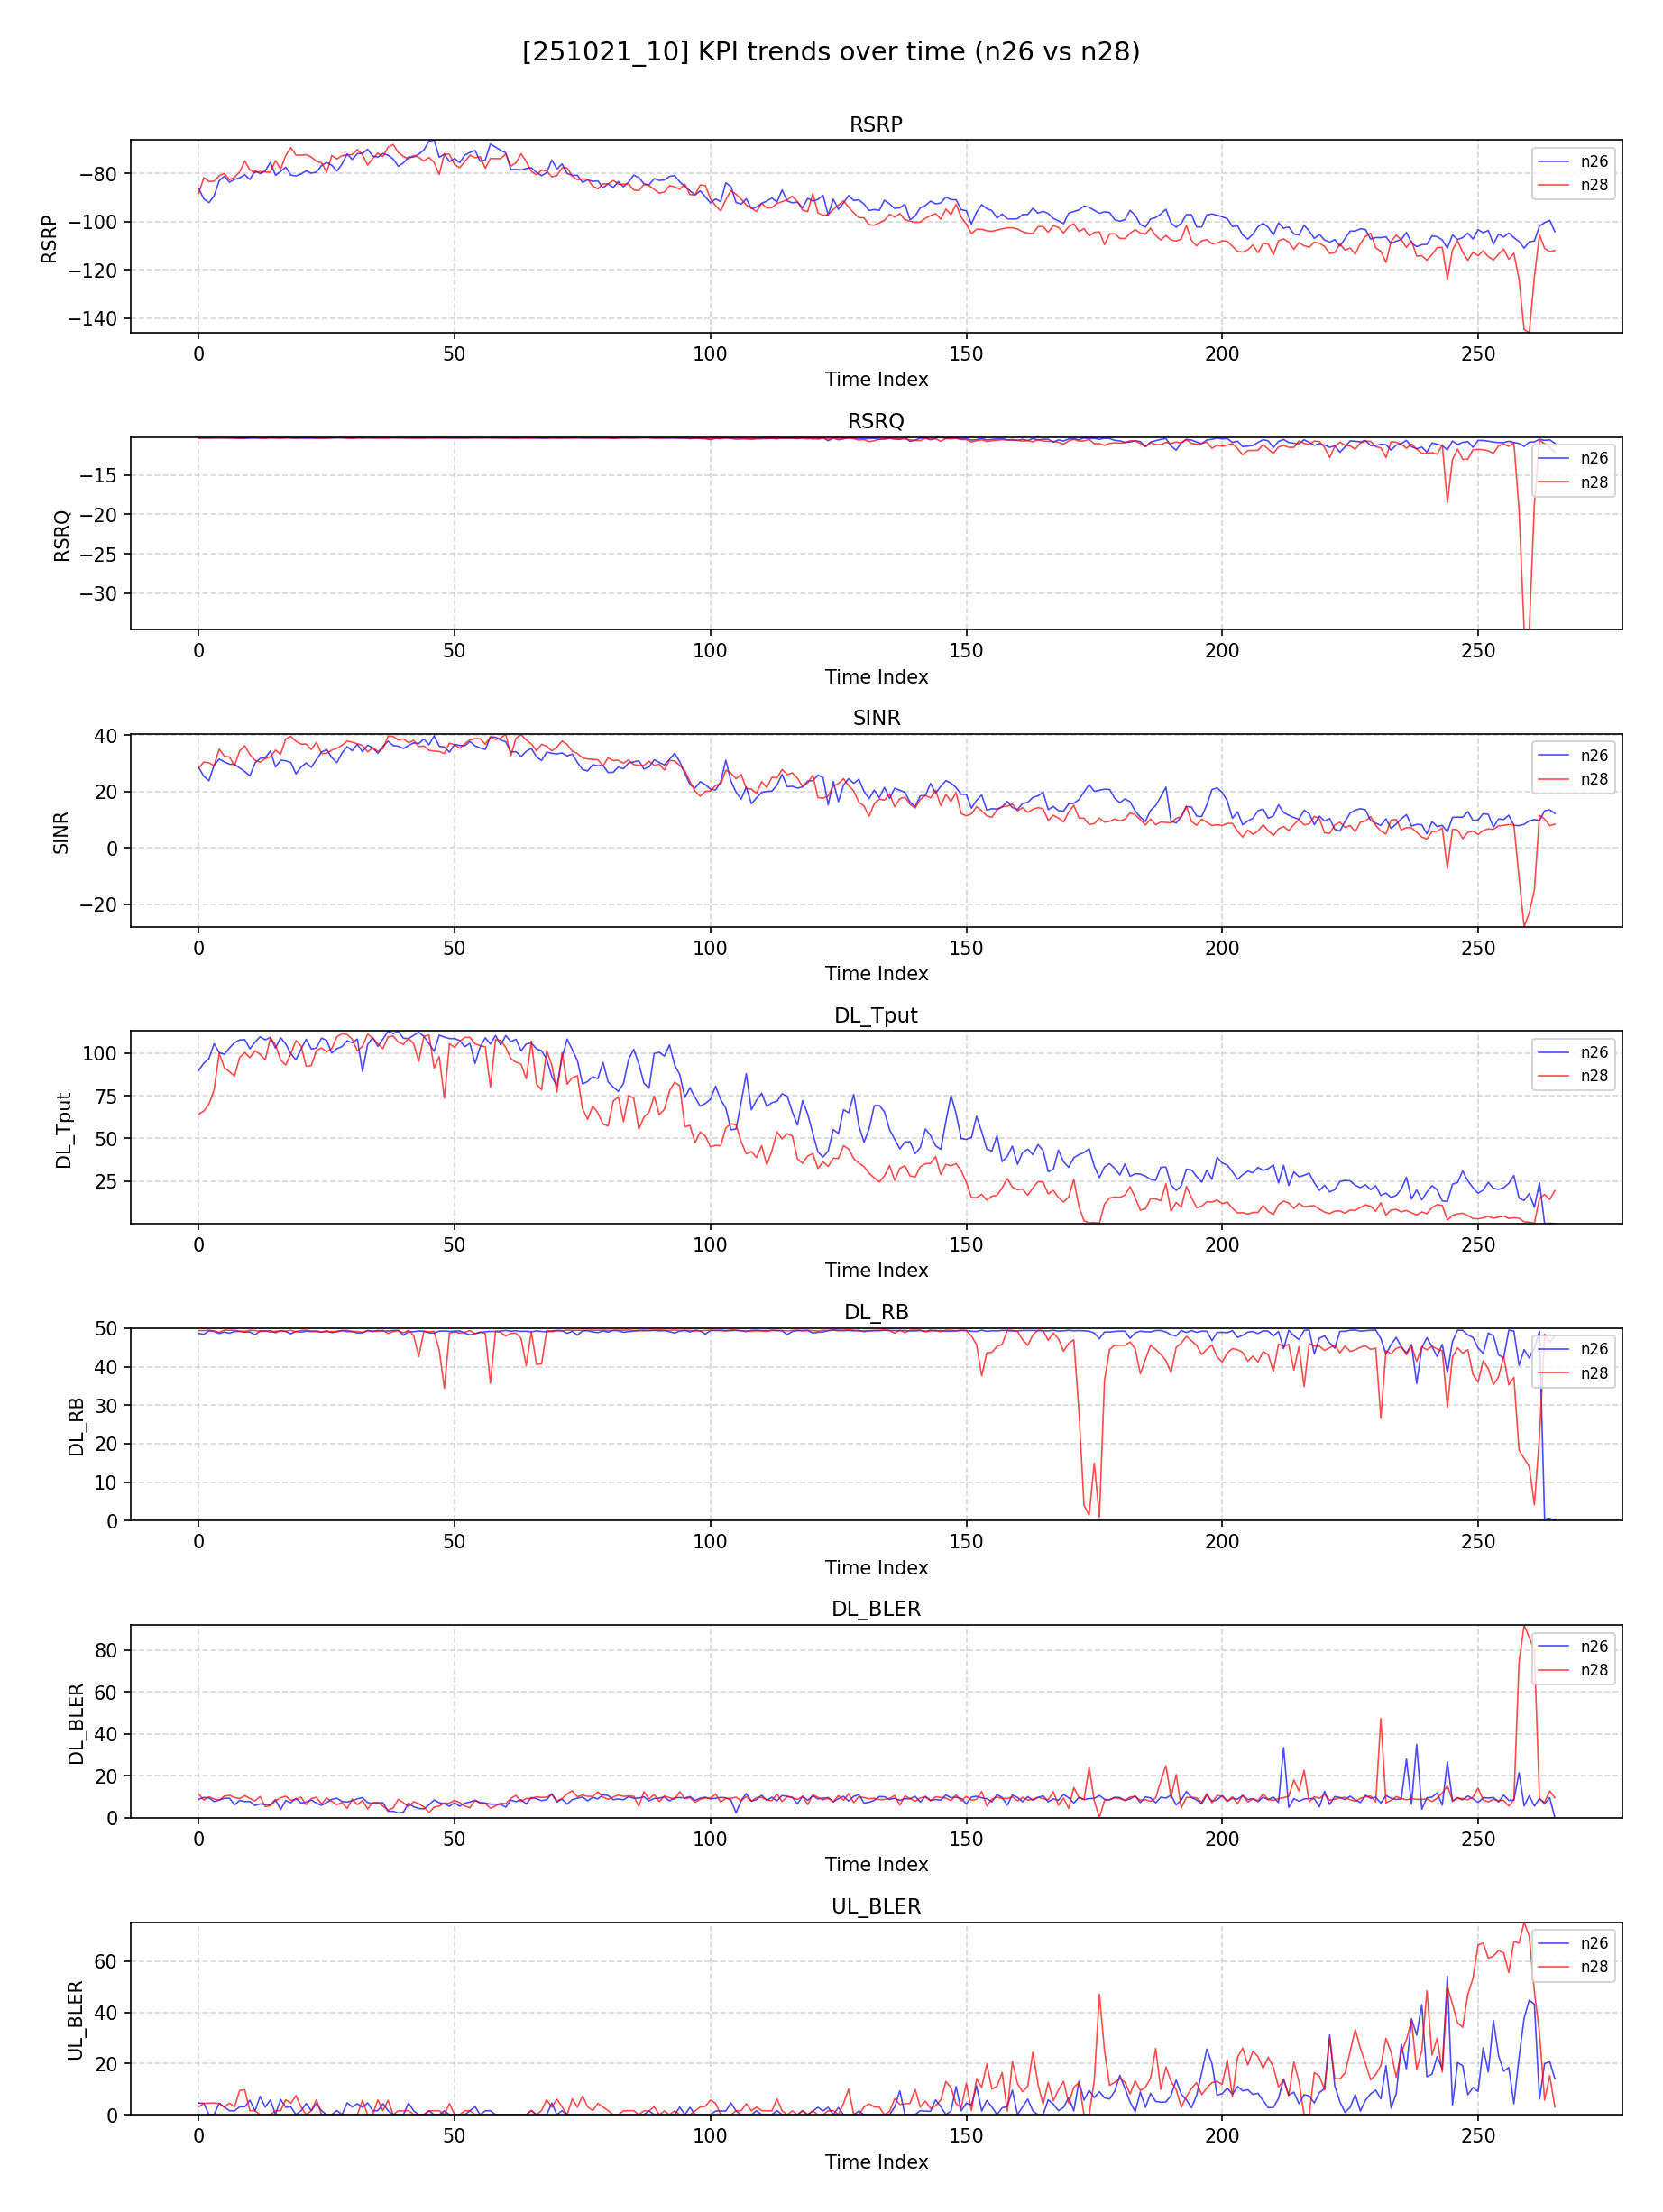 [251021_10] KPI trends over time (n26 vs n28)
RSRP
n26
n28
−80
−100
−120
−140
RSRP
0 50 100 150 200 250
Time Index
RSRQ
n26
n28
−15
−20
−25
−30
RSRQ
0 50 100 150 200 250
Time Index
SINR
n26
n28
40
20
0
−20
SINR
0 50 100 150 200 250
Time Index
DL_Tput
n26
n28
100
75
50
25
DL_Tput
0 50 100 150 200 250
Time Index
DL_RB
n26
n28
50
40
30
20
10
0
DL_RB
0 50 100 150 200 250
Time Index
DL_BLER
n26
n28
80
60
40
20
0
DL_BLER
0 50 100 150 200 250
Time Index
UL_BLER
n26
n28
60
40
20
0
UL_BLER
0 50 100 150 200 250
Time Index